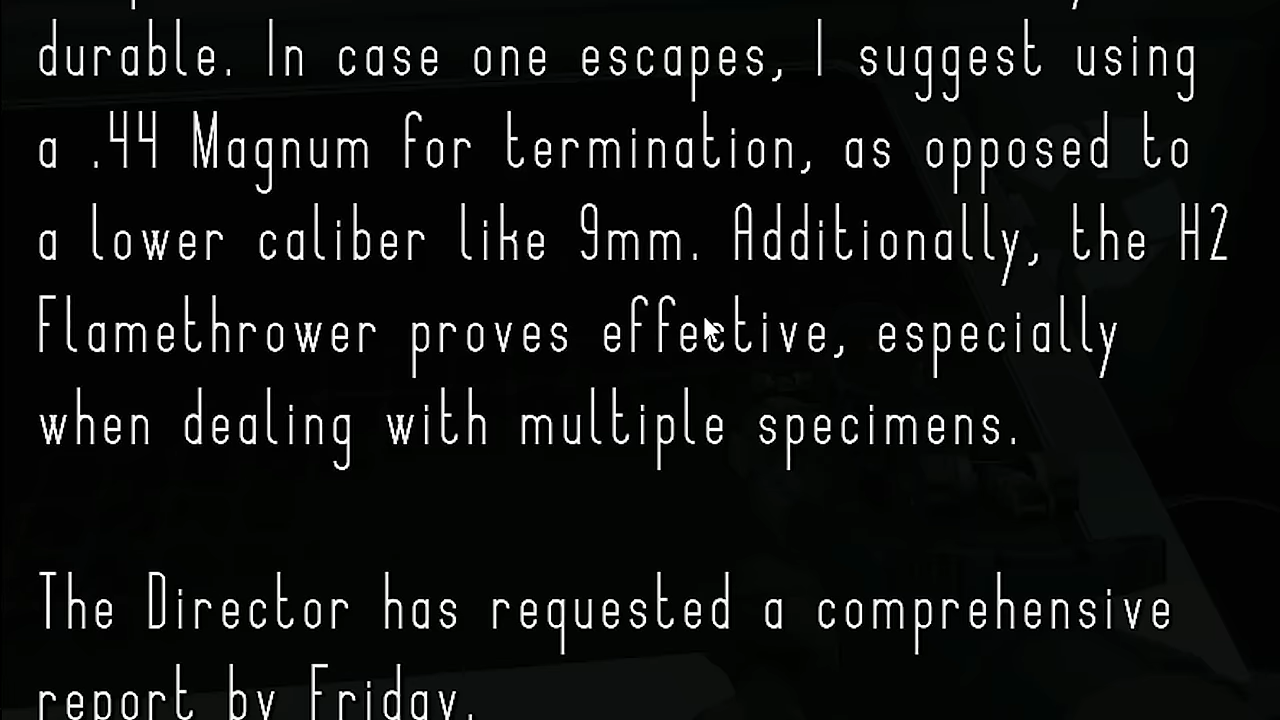 durable. In case one escapes, I suggest using
a .44 Magnum for termination, as opposed to
a lower caliber like 9mm. Additionally, the H2
Flamethrower proves effective, especially
when dealing with multiple specimens.
The Director has requested a comprehensive
report by Friday.